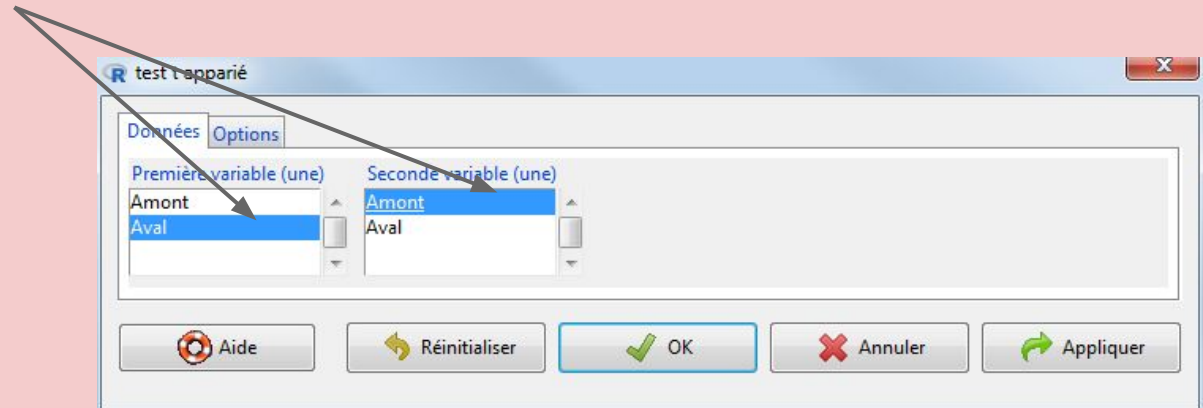 R test t apparié
x
Données Options
Première variable (une) Seconde variable (une)
Amont Amont
Aval Aval
Aide Réinitialiser OK Annuler Appliquer